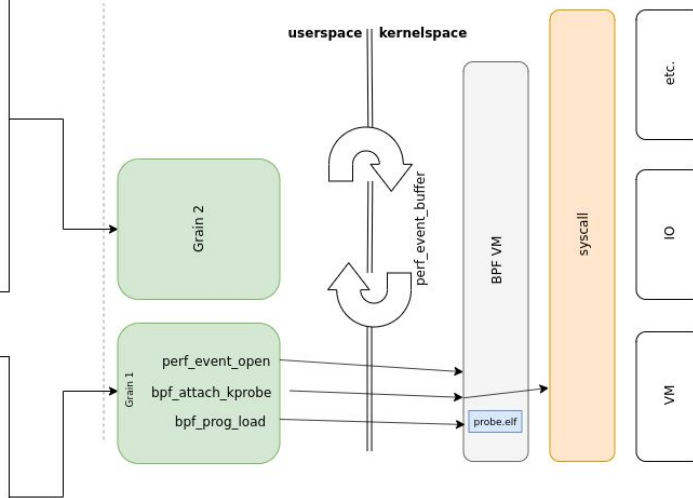 userspace
kernelspace
etc.
Grain 2
perf_event_buffer
BPF VM
syscall
IO
Grain 1
perf_event_open
bpf_attach_kprobe
bpf_prog_load
probe.elf
VM